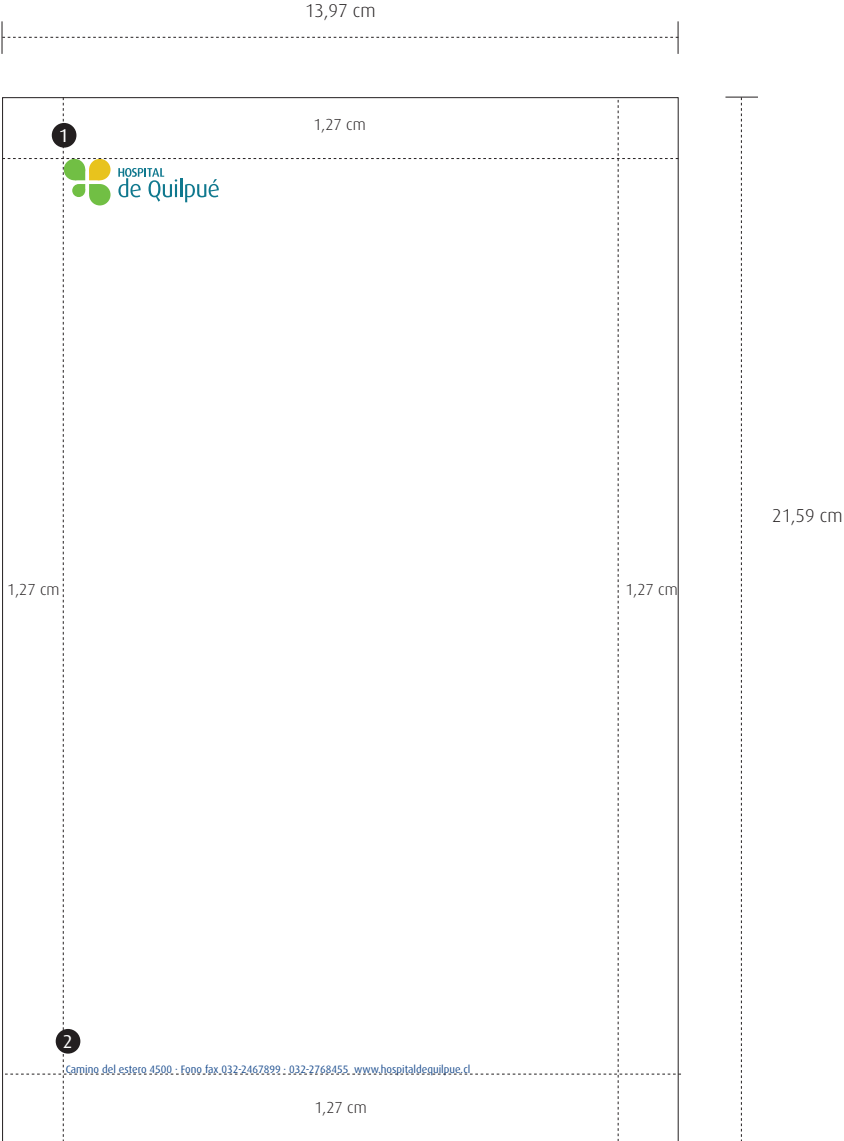 13,97 cm
1,27 cm
1
HOSPITAL
de Quilpué
21,59 cm
1,27 cm
1,27 cm
2
Camino del estero 4500 - Fono fax 032-2467899 - 032-2768455 www.hospitaldequilpue.cl
1,27 cm